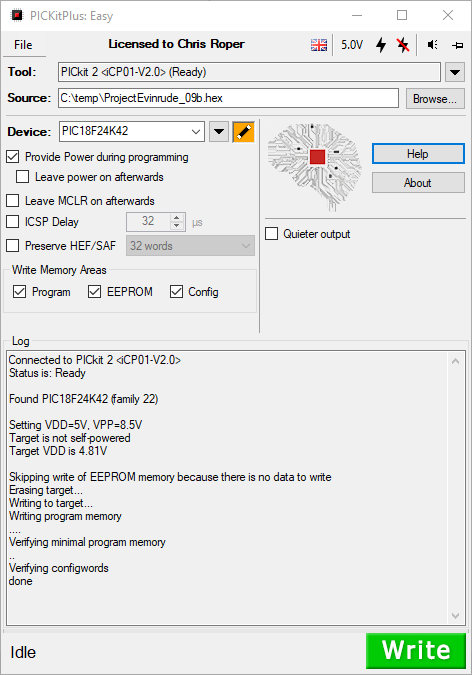 PICKitPlus: Easy
File
Licensed to Chris Roper
5.0V
Tool:
PICkit 2 <iCP01-V2.0> (Ready)
Source:
C:\temp\ProjectEvinrude_09b.hex
Browse...
Device:
PIC18F24K42
Provide Power during programming
Leave power on afterwards
Leave MCLR on afterwards
ICSP Delay
32
µs
Preserve HEF/SAF
32 words
Help
About
Quieter output
Write Memory Areas
Program
EEPROM
Config
Log
Connected to PICkit 2 <iCP01-V2.0>
Status is: Ready
Found PIC18F24K42 (family 22)
Setting VDD=5V, VPP=8.5V
Target is not self-powered
Target VDD is 4.81V
Skipping write of EEPROM memory because there is no data to write
Erasing target...
Writing to target...
Writing program memory
....
Verifying minimal program memory
..
Verifying configwords
done
Idle
Write